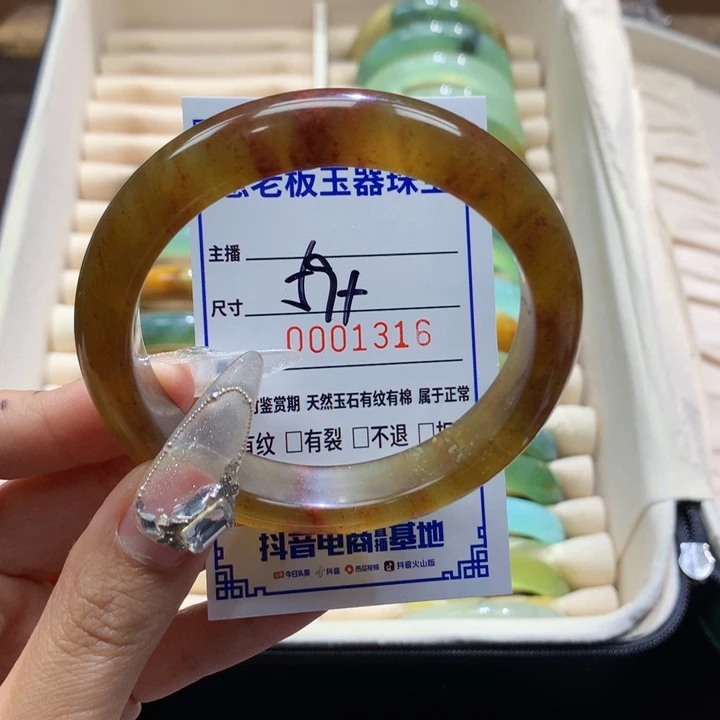 老板玉器珠
主播
尺寸 57+
0001316
鉴赏期 天然玉石有纹有棉 属于正常
有纹 □有裂 □不退
抖音电商直播基地
今日头条 抖音 西瓜视频 抖音火山版